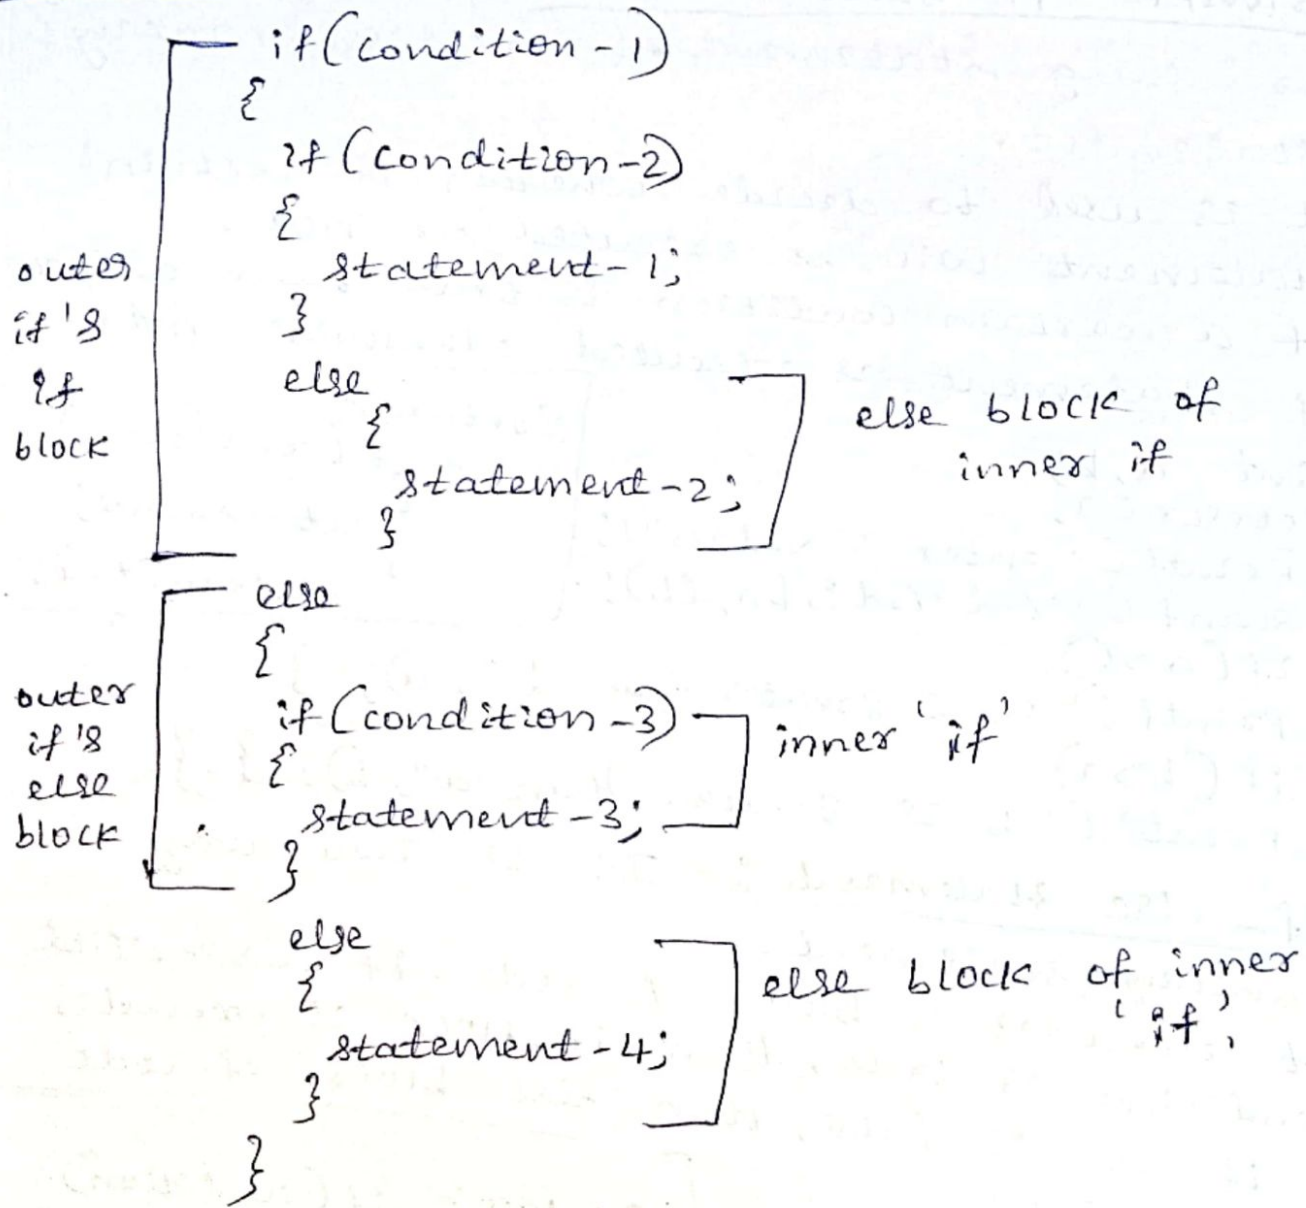 if(condition-1)
{
if(condition-2)
{
statement-1;
}
else
{
statement-2;
}
else
{
if(condition-3)
{
statement-3;
}
else
{
statement-4;
}
}
outer
if's
if
block
else block of
inner if
outer
if's
else
block
inner 'if'
else block of inner
'if',